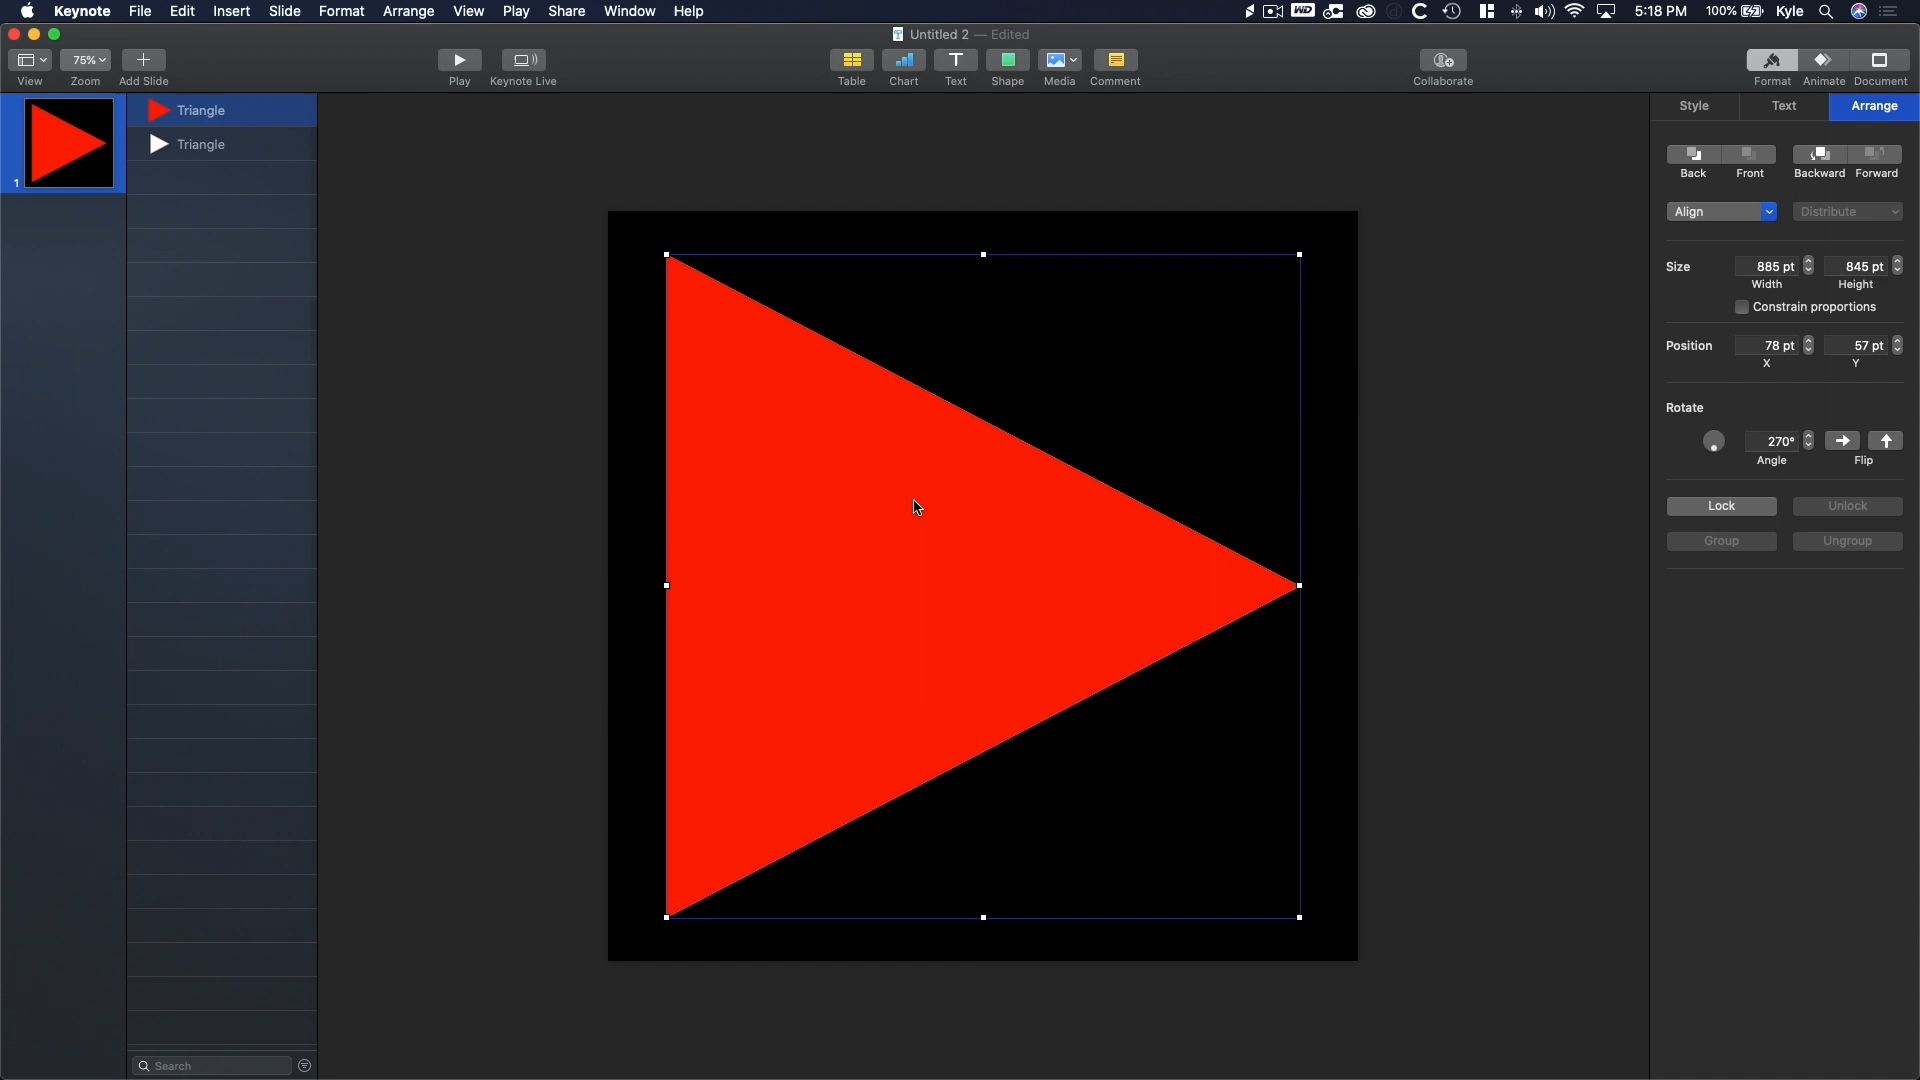 Keynote File Edit Insert Slide Format Arrange View Play Share Window Help
WD
5:18 PM 100% Kyle
Untitled 2 — Edited
75%
View Zoom Add Slide Play Keynote Live Table Chart Text Shape Media Comment Collaborate Format Animate Document
1
Triangle
Triangle
Search
Style Text Arrange
Back Front Backward Forward
Align Distribute
Size 885 pt 845 pt
Width Height
Constrain proportions
Position 78 pt 57 pt
X Y
Rotate
270°
Angle Flip
Lock Unlock
Group Ungroup